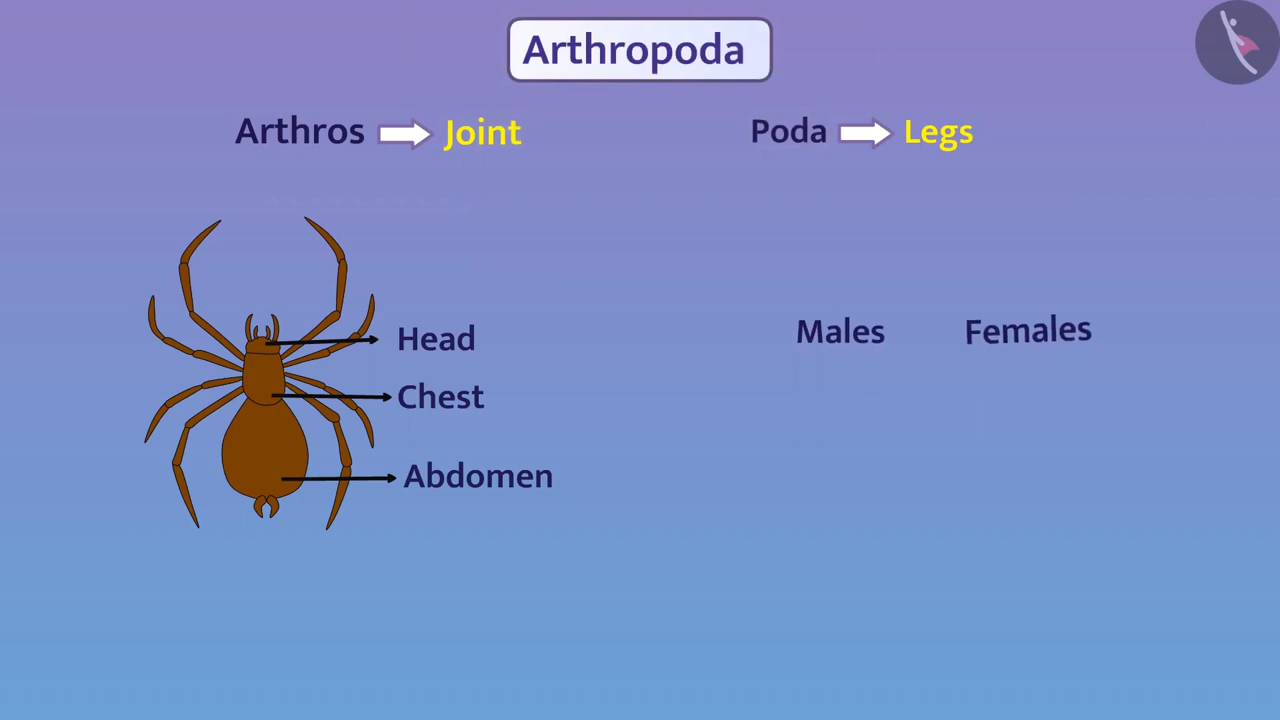 Arthropoda
Arthros Joint
Poda Legs
Head
Chest
Abdomen
Males Females